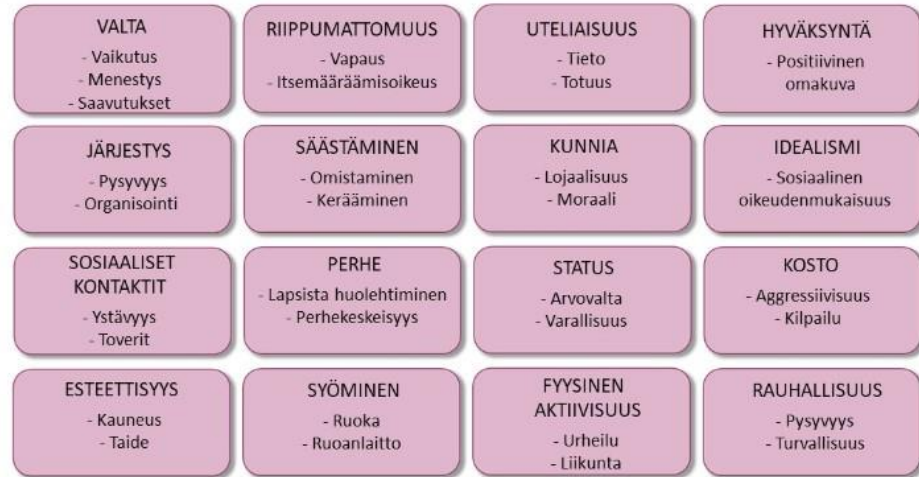 VALTA
- Vaikutus
- Menestys
- Saavutukset
RIIPPUMATTOMUUS
- Vapaus
- Itsemääräämisoikeus
UTELIAISUUS
- Tieto
- Totuus
HYVÄKSYNTÄ
- Positiivinen
omakuva
JÄRJESTYS
- Pysyvyys
- Organisointi
SÄÄSTÄMINEN
- Omistaminen
- Kerääminen
KUNNIA
- Lojaalisuus
- Moraali
IDEALISMI
- Sosiaalinen
oikeudenmukaisuus
SOSIAALISET
KONTAKTIT
- Ystävyys
- Toverit
PERHE
- Lapsista huolehtiminen
- Perhekeskeisyys
STATUS
- Arvovalta
- Varallisuus
KOSTO
- Aggressiivisuus
- Kilpailu
ESTEETTISYYS
- Kauneus
- Taide
SYÖMINEN
- Ruoka
- Ruoanlaitto
FYYSINEN
AKTIIVISUUS
- Urheilu
- Liikunta
RAUHALLISUUS
- Pysyvyys
- Turvallisuus